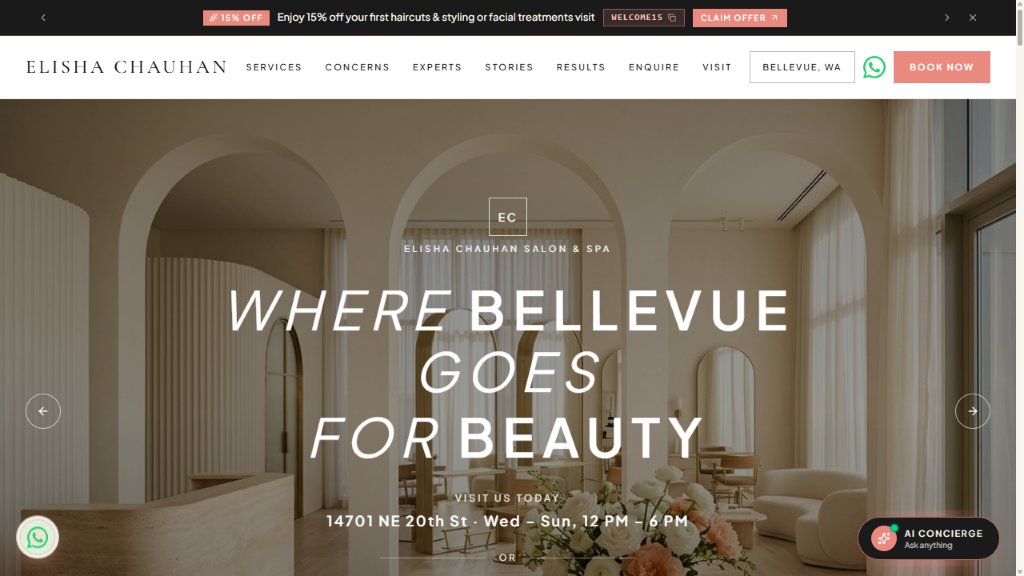 15% OFF Enjoy 15% off your first haircuts & styling or facial treatments visit WELCOME15 CLAIM OFFER
ELISHA CHAUHAN SERVICES CONCERNS EXPERTS STORIES RESULTS ENQUIRE VISIT BELLEVUE, WA BOOK NOW
EC
ELISHA CHAUHAN SALON & SPA
WHERE BELLEVUE
GOES
FOR BEAUTY
VISIT US TODAY
14701 NE 20th St · Wed – Sun, 12 PM – 6 PM
OR
AI CONCIERGE
Ask anything